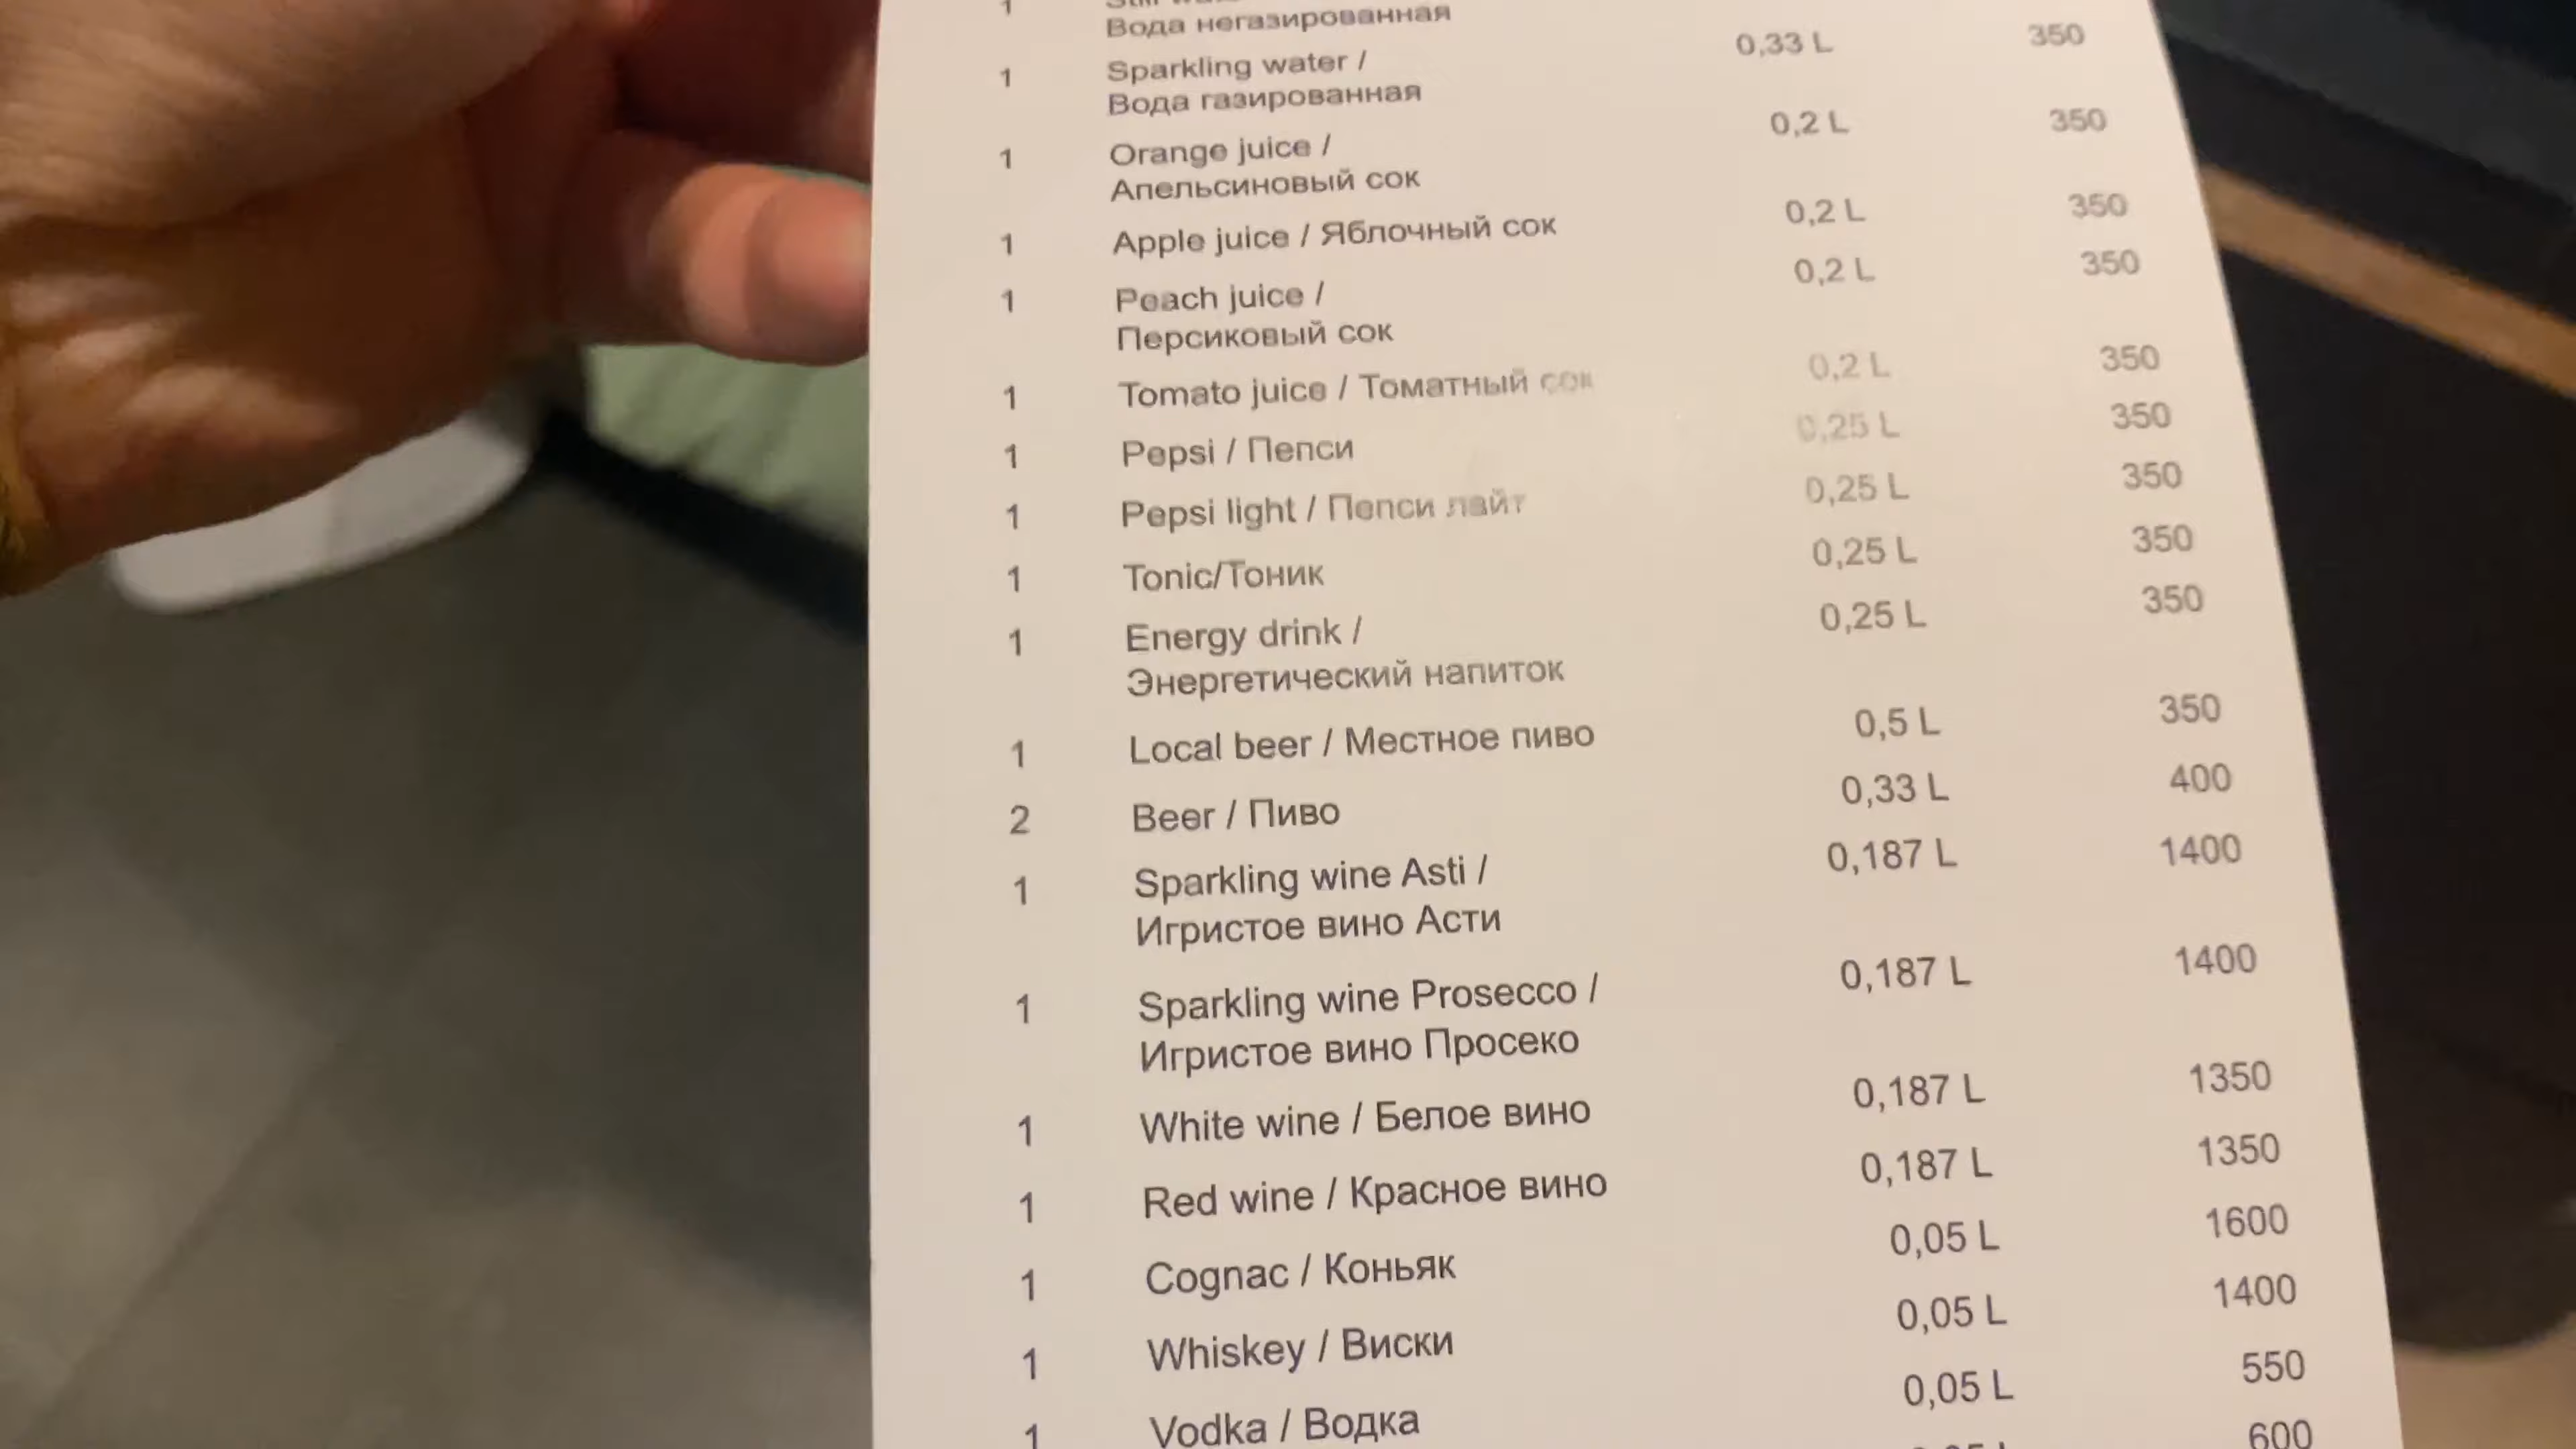 1
Вода негазированная
1 Sparkling water / 0,33 L 350
Вода газированная
1 Orange juice / 0,2 L 350
Апельсиновый сок
1 Apple juice / Яблочный сок 0,2 L 350
1 Peach juice / 0,2 L 350
Персиковый сок
1 Tomato juice / Томатный сок 0,2 L 350
1 Pepsi / Пепси 0,25 L 350
1 Pepsi light / Пепси лайт 0,25 L 350
1 Tonic/Тоник 0,25 L 350
1 Energy drink / 0,25 L 350
Энергетический напиток
1 Local beer / Местное пиво 0,5 L 350
2 Beer / Пиво 0,33 L 400
1 Sparkling wine Asti / 0,187 L 1400
Игристое вино Асти
1 Sparkling wine Prosecco / 0,187 L 1400
Игристое вино Просеко
1 White wine / Белое вино 0,187 L 1350
1 Red wine / Красное вино 0,187 L 1350
1 Cognac / Коньяк 0,05 L 1600
1 Whiskey / Виски 0,05 L 1400
1 Vodka / Водка 0,05 L 550
600